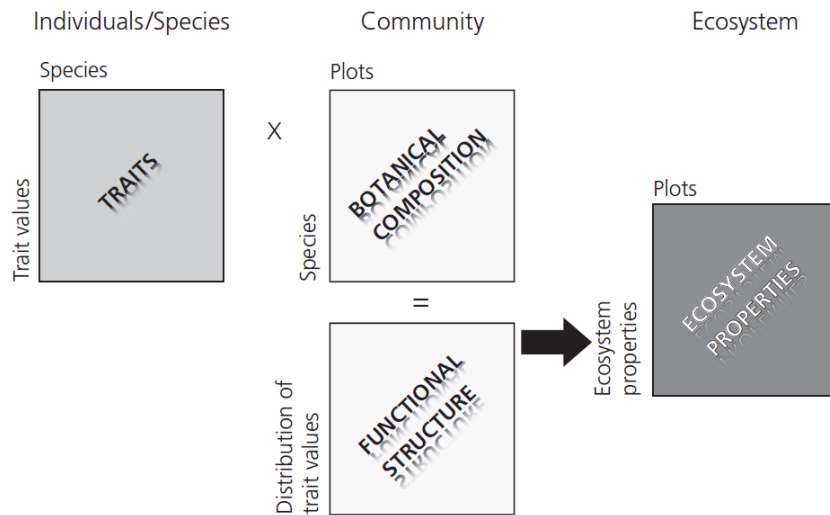 Individuals/Species
Community
Ecosystem
Species
Trait values
TRAITS
X
Plots
Species
BOTANICAL
COMPOSITION
=
Distribution of
trait values
FUNCTIONAL
STRUCTURE
Plots
Ecosystem
properties
ECOSYSTEM
PROPERTIES